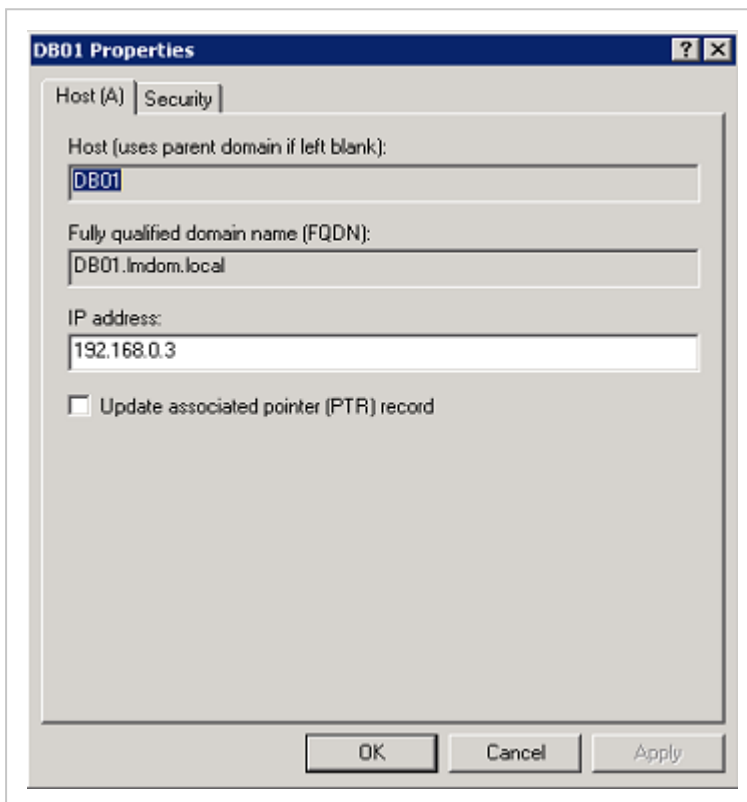 DB01 Properties
Host (A) Security
Host (uses parent domain if left blank):
DB01
Fully qualified domain name (FQDN):
DB01.lmdom.local
IP address:
192.168.0.3
Update associated pointer (PTR) record
OK Cancel Apply